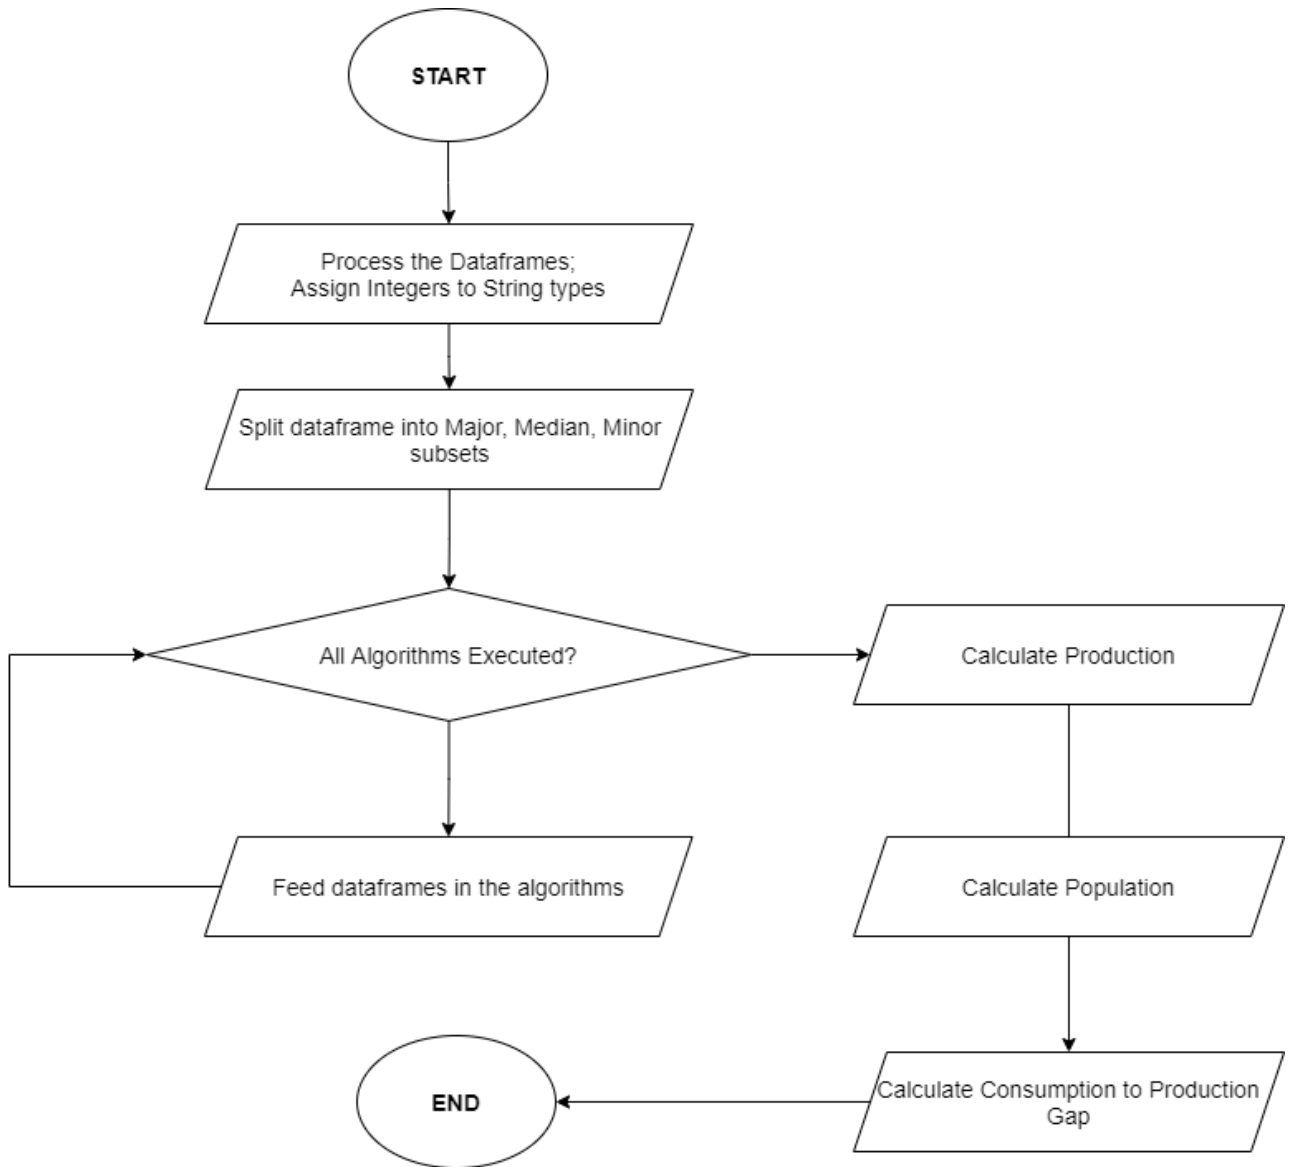 START
Process the Dataframes;
Assign Integers to String types
Split dataframe into Major, Median, Minor
subsets
All Algorithms Executed?
Calculate Production
Feed dataframes in the algorithms
Calculate Population
Calculate Consumption to Production
Gap
END